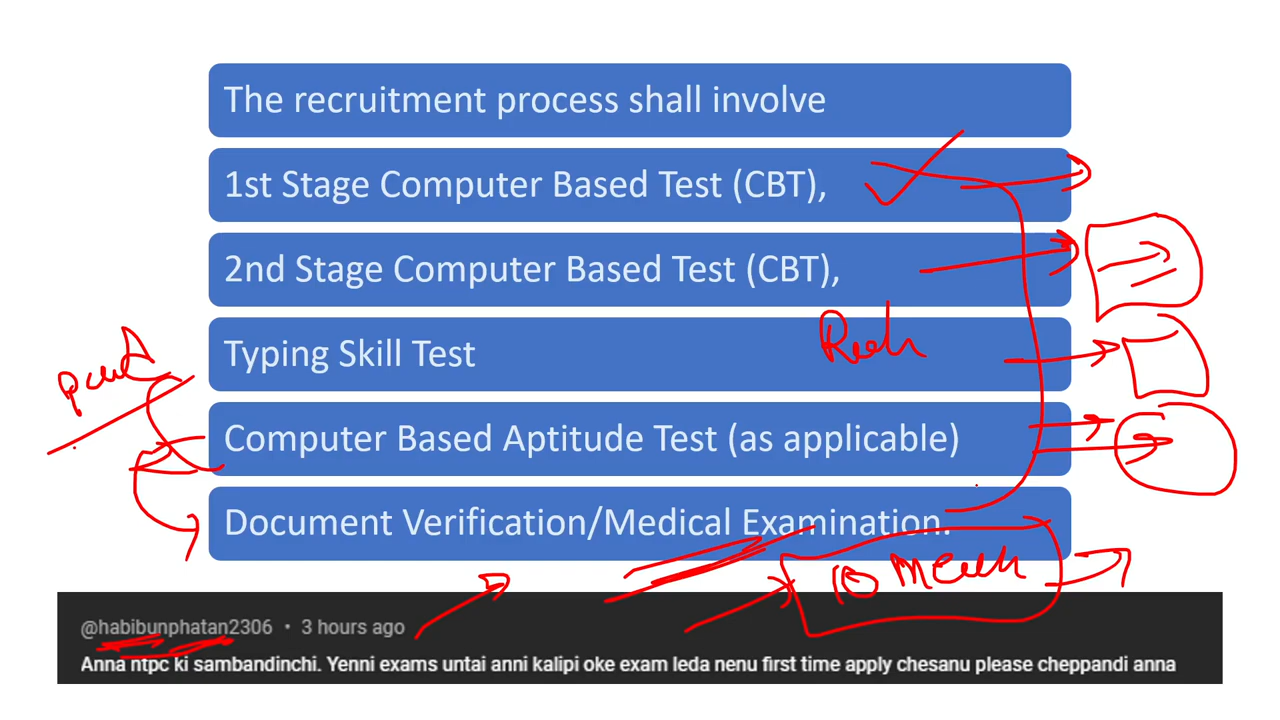 The recruitment process shall involve
1st Stage Computer Based Test (CBT),
2nd Stage Computer Based Test (CBT),
Typing Skill Test
Computer Based Aptitude Test (as applicable)
Document Verification/Medical Examination.
10
@habibunphatan2306 • 3 hours ago
Anna ntpc ki sambandinchi. Yenni exams untai anni kalipi oke exam leda nenu first time apply chesanu please cheppandi anna